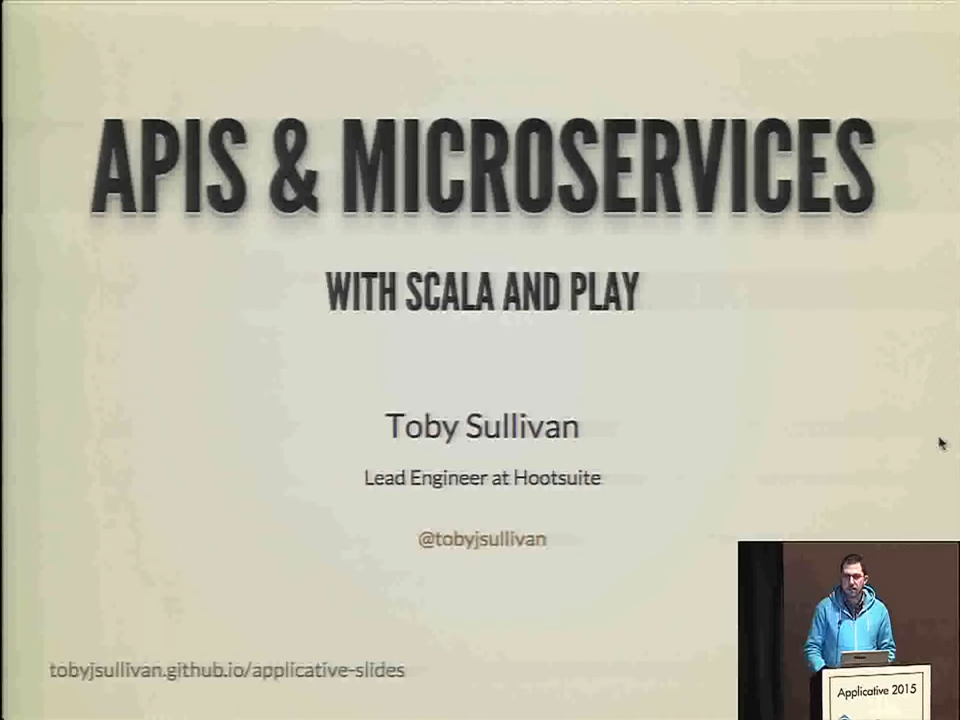 APIS & MICROSERVICES
WITH SCALA AND PLAY
Toby Sullivan
Lead Engineer at Hootsuite
@tobyjsullivan
tobyjsullivan.github.io/applicative-slides
Applicative 2015